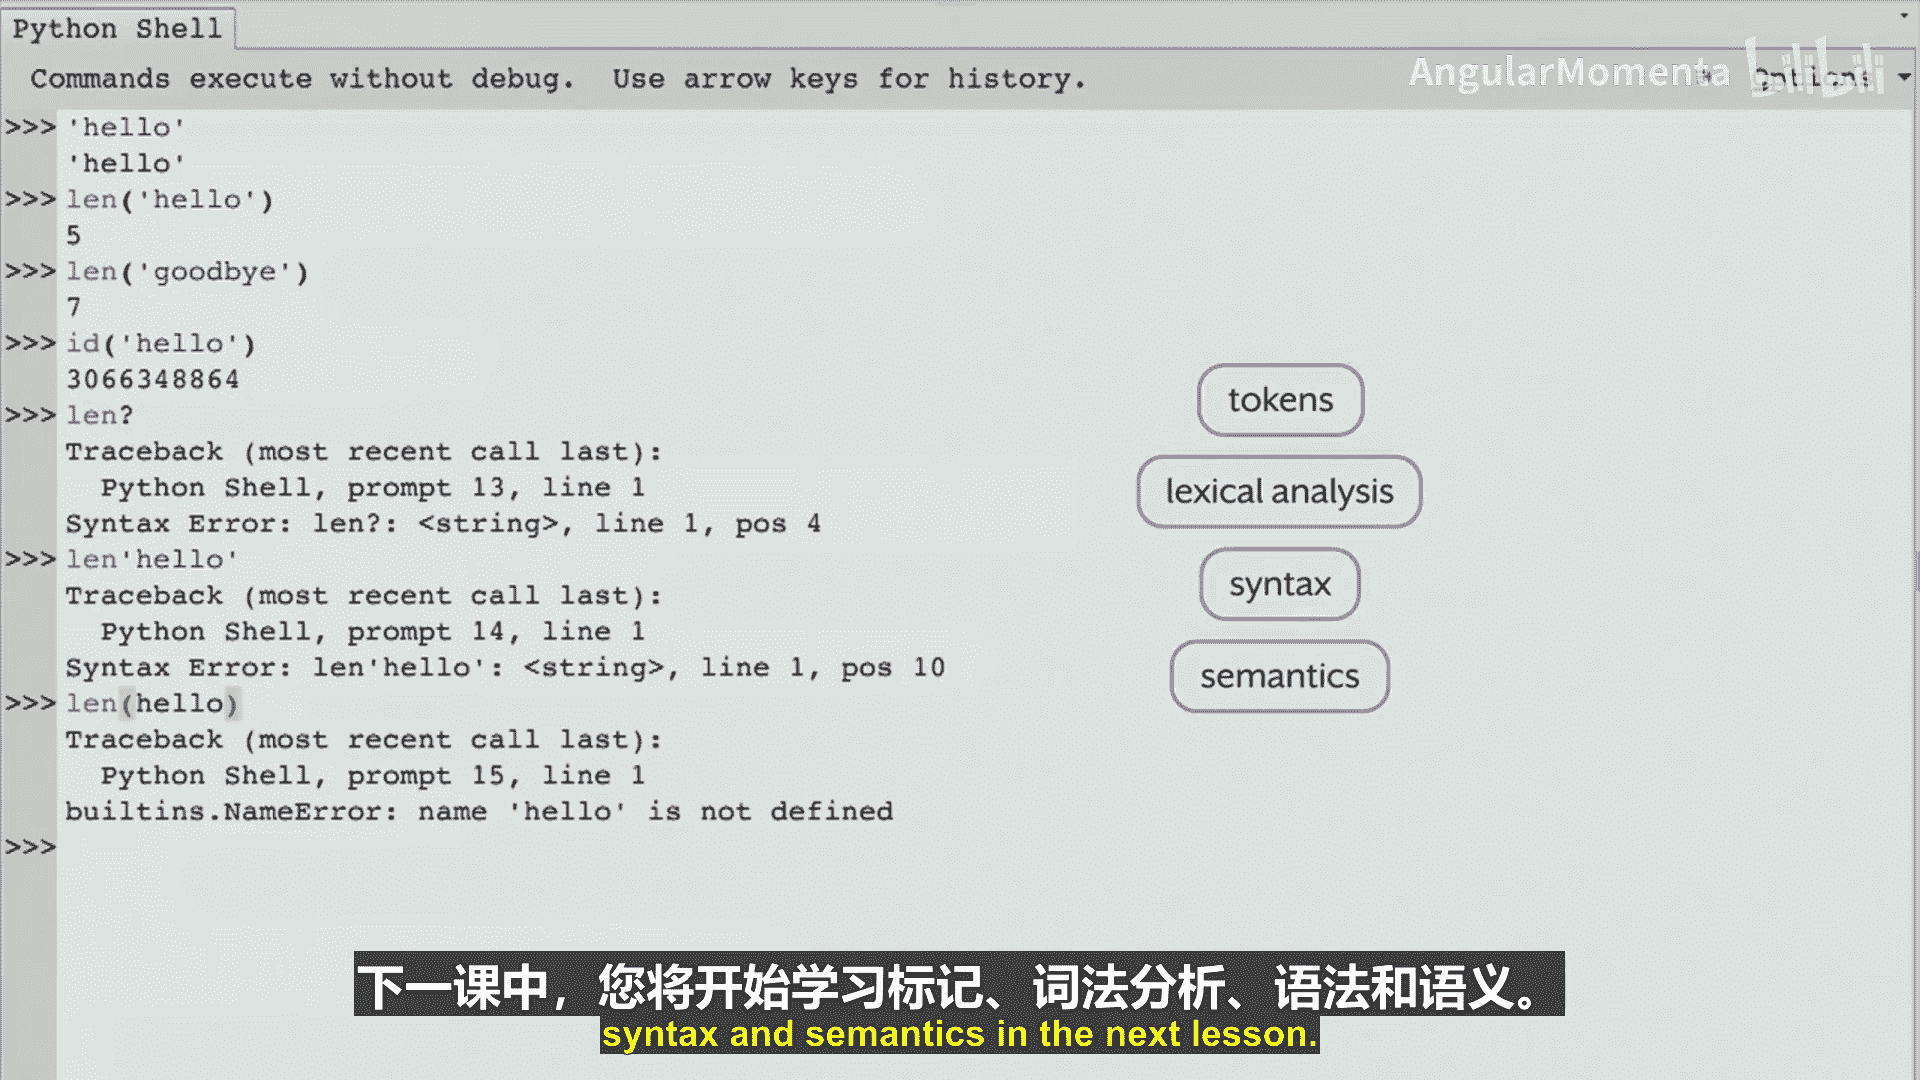 Python Shell
Commands execute without debug.  Use arrow keys for history.
AngularMomenta bilibili
Options
>>> 'hello'
'hello'
>>> len('hello')
5
>>> len('goodbye')
7
>>> id('hello')
3066348864
>>> len?
Traceback (most recent call last):
  Python Shell, prompt 13, line 1
Syntax Error: len?: <string>, line 1, pos 4
>>> len'hello'
Traceback (most recent call last):
  Python Shell, prompt 14, line 1
Syntax Error: len'hello': <string>, line 1, pos 10
>>> len(hello)
Traceback (most recent call last):
  Python Shell, prompt 15, line 1
builtins.NameError: name 'hello' is not defined
>>>
tokens
lexical analysis
syntax
semantics
下一课中，您将开始学习标记、词法分析、语法和语义。
syntax and semantics in the next lesson.